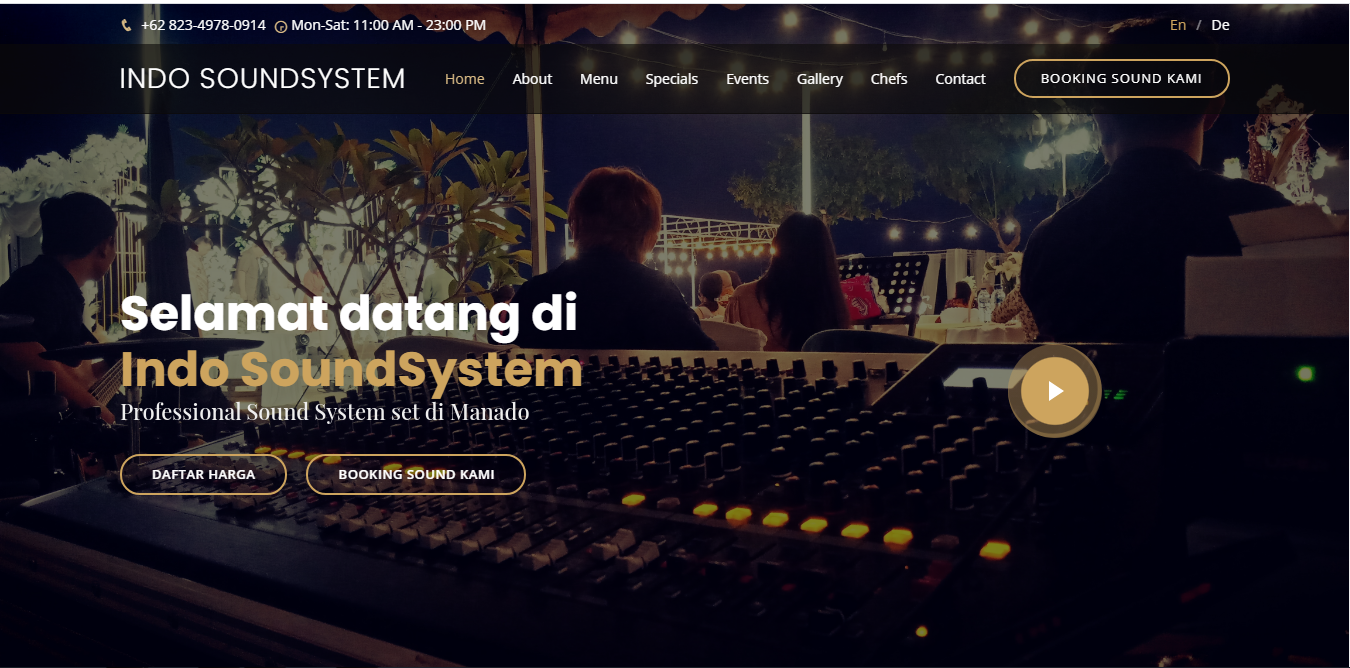 +62 823-4978-0914 Mon-Sat: 11:00 AM - 23:00 PM En / De
INDO SOUNDSYSTEM Home About Menu Specials Events Gallery Chefs Contact BOOKING SOUND KAMI
Selamat datang di
Indo SoundSystem
Professional Sound System set di Manado
DAFTAR HARGA BOOKING SOUND KAMI